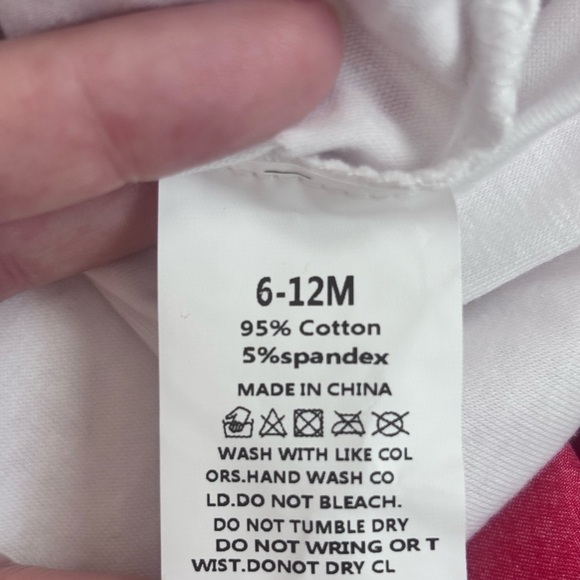 6-12M
95% Cotton
5%spandex
MADE IN CHINA
WASH WITH LIKE COL
ORS.HAND WASH CO
LD.DO NOT BLEACH.
DO NOT TUMBLE DRY
DO NOT WRING OR T
WIST.DONOT DRY CL